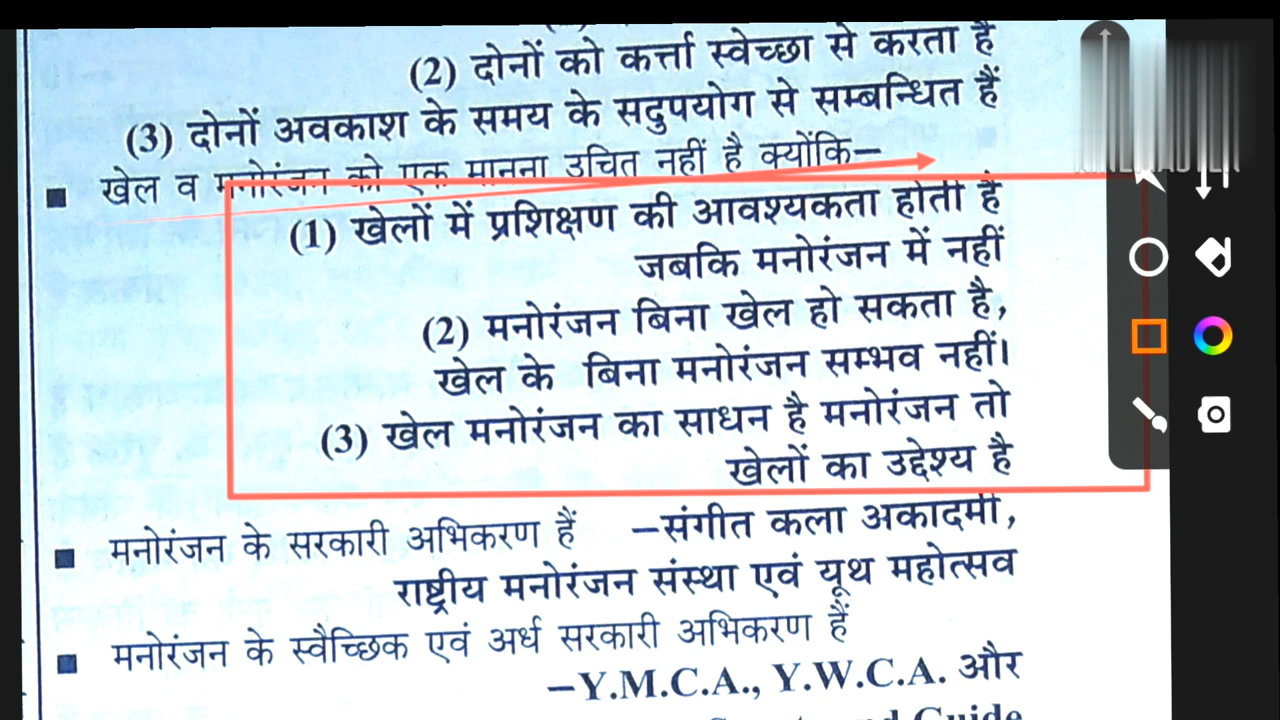 (2) दोनों को कर्त्ता स्वेच्छा से करता है
(3) दोनों अवकाश के समय के सदुपयोग से सम्बन्धित हैं
■ खेल व मनोरंजन को एक मानना उचित नहीं है क्योंकि–
(1) खेलों में प्रशिक्षण की आवश्यकता होती है
जबकि मनोरंजन में नहीं
(2) मनोरंजन बिना खेल हो सकता है,
खेल के बिना मनोरंजन सम्भव नहीं।
(3) खेल मनोरंजन का साधन है मनोरंजन तो
खेलों का उद्देश्य है
■ मनोरंजन के सरकारी अभिकरण हैं –संगीत कला अकादमी,
राष्ट्रीय मनोरंजन संस्था एवं यूथ महोत्सव
■ मनोरंजन के स्वैच्छिक एवं अर्ध सरकारी अभिकरण हैं
–Y.M.C.A., Y.W.C.A. और
and Guide